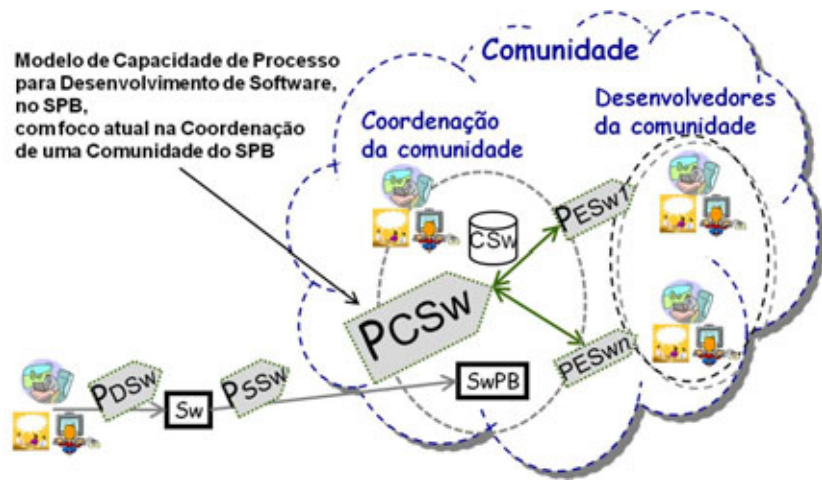 Modelo de Capacidade de Processo
para Desenvolvimento de Software,
no SPB,
com foco atual na Coordenação
de uma Comunidade do SPB
Comunidade
Coordenação
da comunidade
Desenvolvedores
da comunidade
CSw
PESw1
PCSw
PESwn
SwPB
PDSw
Sw
PSSw